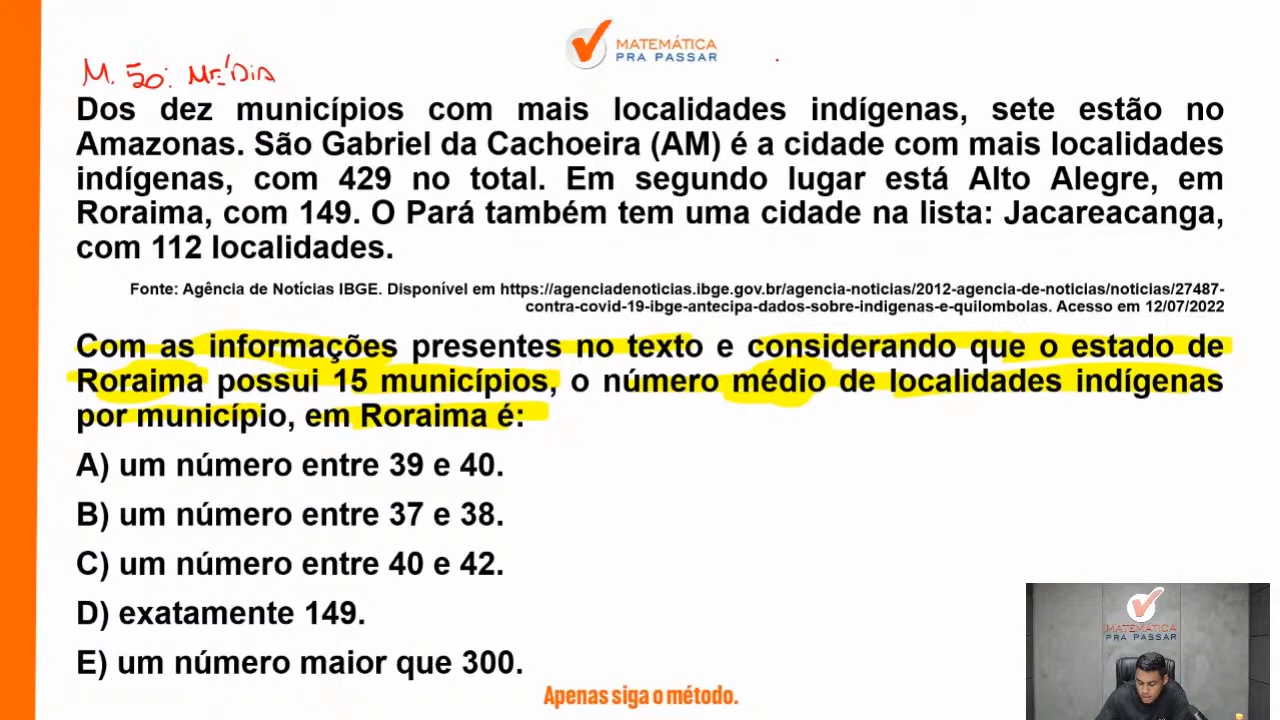 MATEMÁTICA
PRA PASSAR
M. 50: MÉDIA
Dos dez municípios com mais localidades indígenas, sete estão no
Amazonas. São Gabriel da Cachoeira (AM) é a cidade com mais localidades
indígenas, com 429 no total. Em segundo lugar está Alto Alegre, em
Roraima, com 149. O Pará também tem uma cidade na lista: Jacareacanga,
com 112 localidades.
Fonte: Agência de Notícias IBGE. Disponível em https://agenciadenoticias.ibge.gov.br/agencia-noticias/2012-agencia-de-noticias/noticias/27487-
contra-covid-19-ibge-antecipa-dados-sobre-indigenas-e-quilombolas. Acesso em 12/07/2022
Com as informações presentes no texto e considerando que o estado de
Roraima possui 15 municípios, o número médio de localidades indígenas
por município, em Roraima é:
A) um número entre 39 e 40.
B) um número entre 37 e 38.
C) um número entre 40 e 42.
D) exatamente 149.
E) um número maior que 300.
MATEMÁTICA
PRA PASSAR
Apenas siga o método.